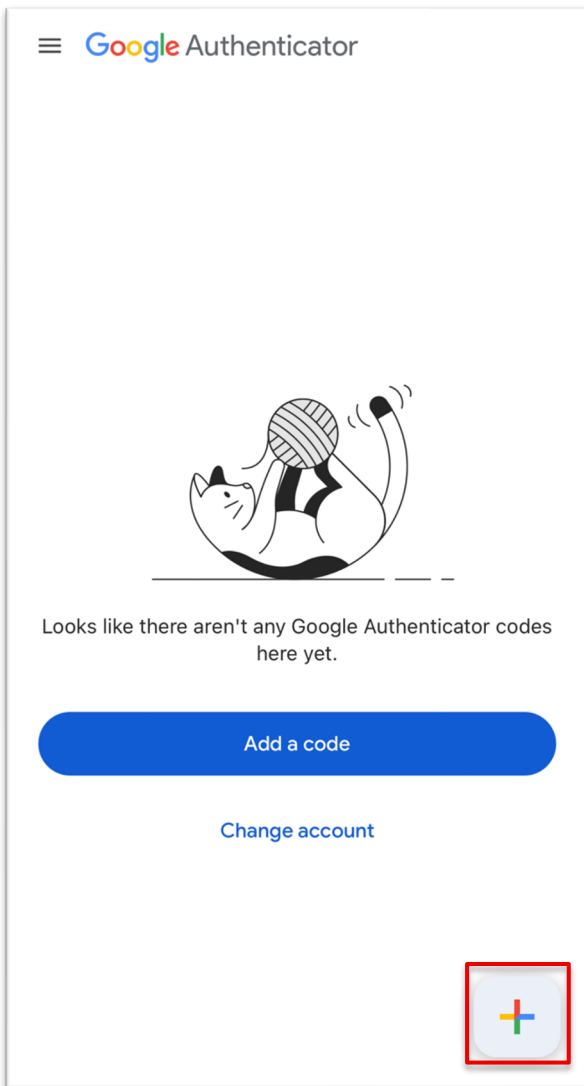 Google Authenticator
Looks like there aren't any Google Authenticator codes
here yet.
Add a code
Change account